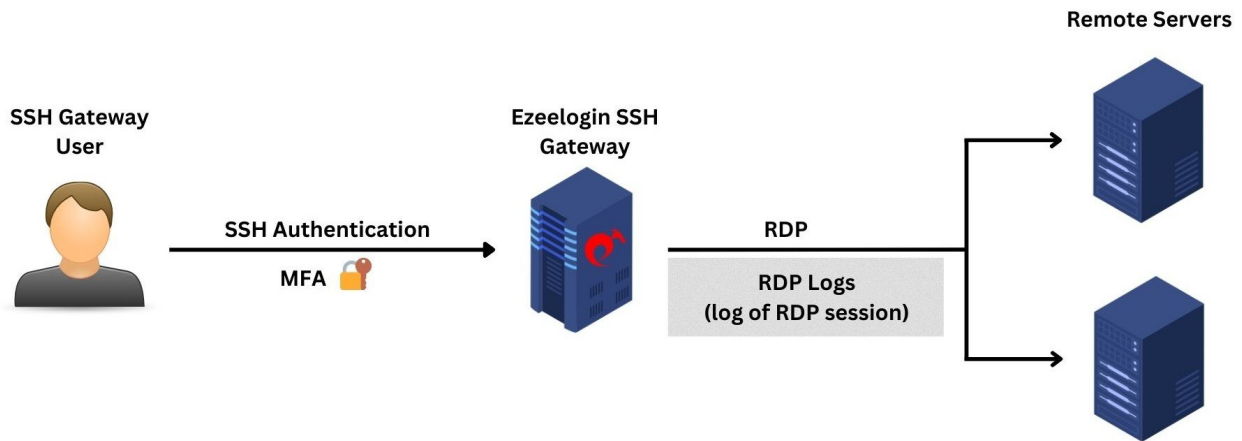 Remote Servers
SSH Gateway
User
Ezeelogin SSH
Gateway
SSH Authentication
MFA
RDP
RDP Logs
(log of RDP session)